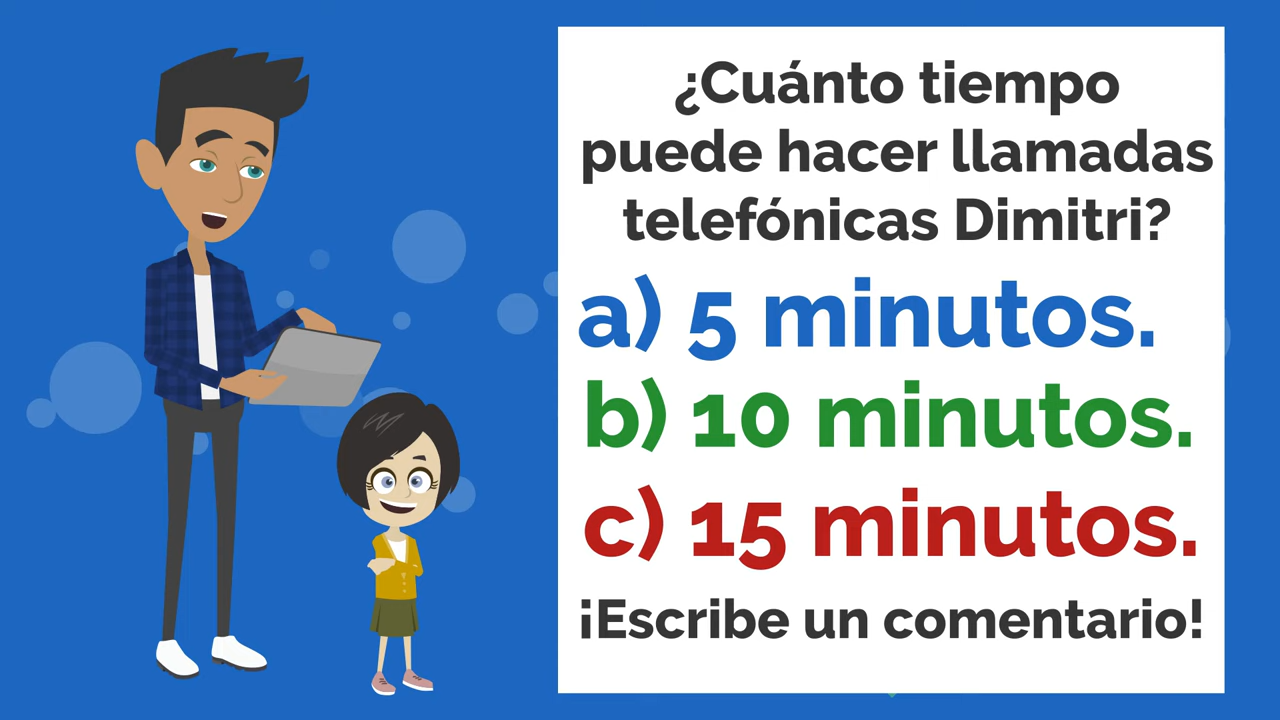 ¿Cuánto tiempo
puede hacer llamadas
telefónicas Dimitri?
a) 5 minutos.
b) 10 minutos.
c) 15 minutos.
¡Escribe un comentario!